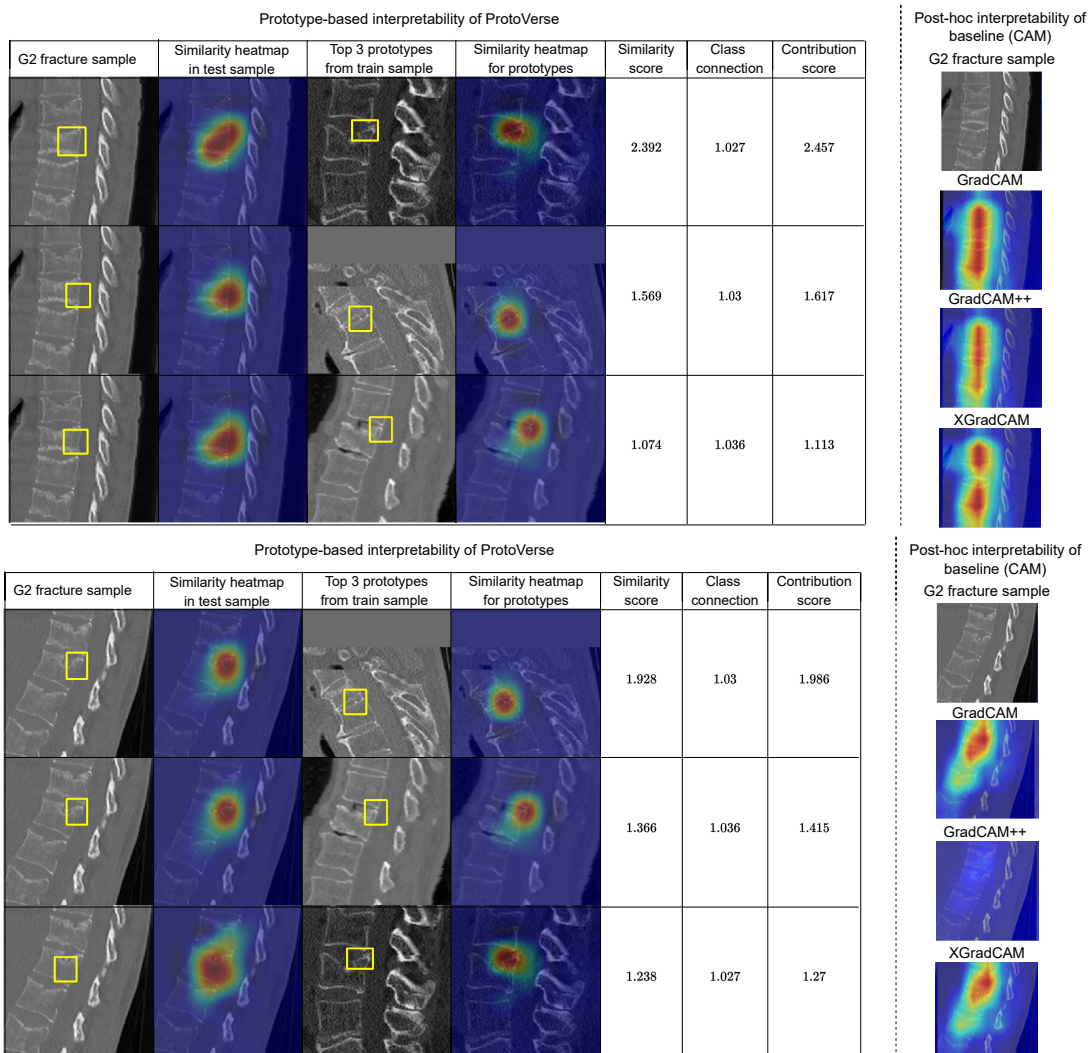 Prototype-based interpretability of ProtoVerse
G2 fracture sample
Similarity heatmap
in test sample
Top 3 prototypes
from train sample
Similarity heatmap
for prototypes
Similarity
score
Class
connection
Contribution
score
2.392
1.027
2.457
1.569
1.03
1.617
1.074
1.036
1.113
Post-hoc interpretability of
baseline (CAM)
G2 fracture sample
GradCAM
GradCAM++
XGradCAM
Prototype-based interpretability of ProtoVerse
G2 fracture sample
Similarity heatmap
in test sample
Top 3 prototypes
from train sample
Similarity heatmap
for prototypes
Similarity
score
Class
connection
Contribution
score
1.928
1.03
1.986
1.366
1.036
1.415
1.238
1.027
1.27
Post-hoc interpretability of
baseline (CAM)
G2 fracture sample
GradCAM
GradCAM++
XGradCAM